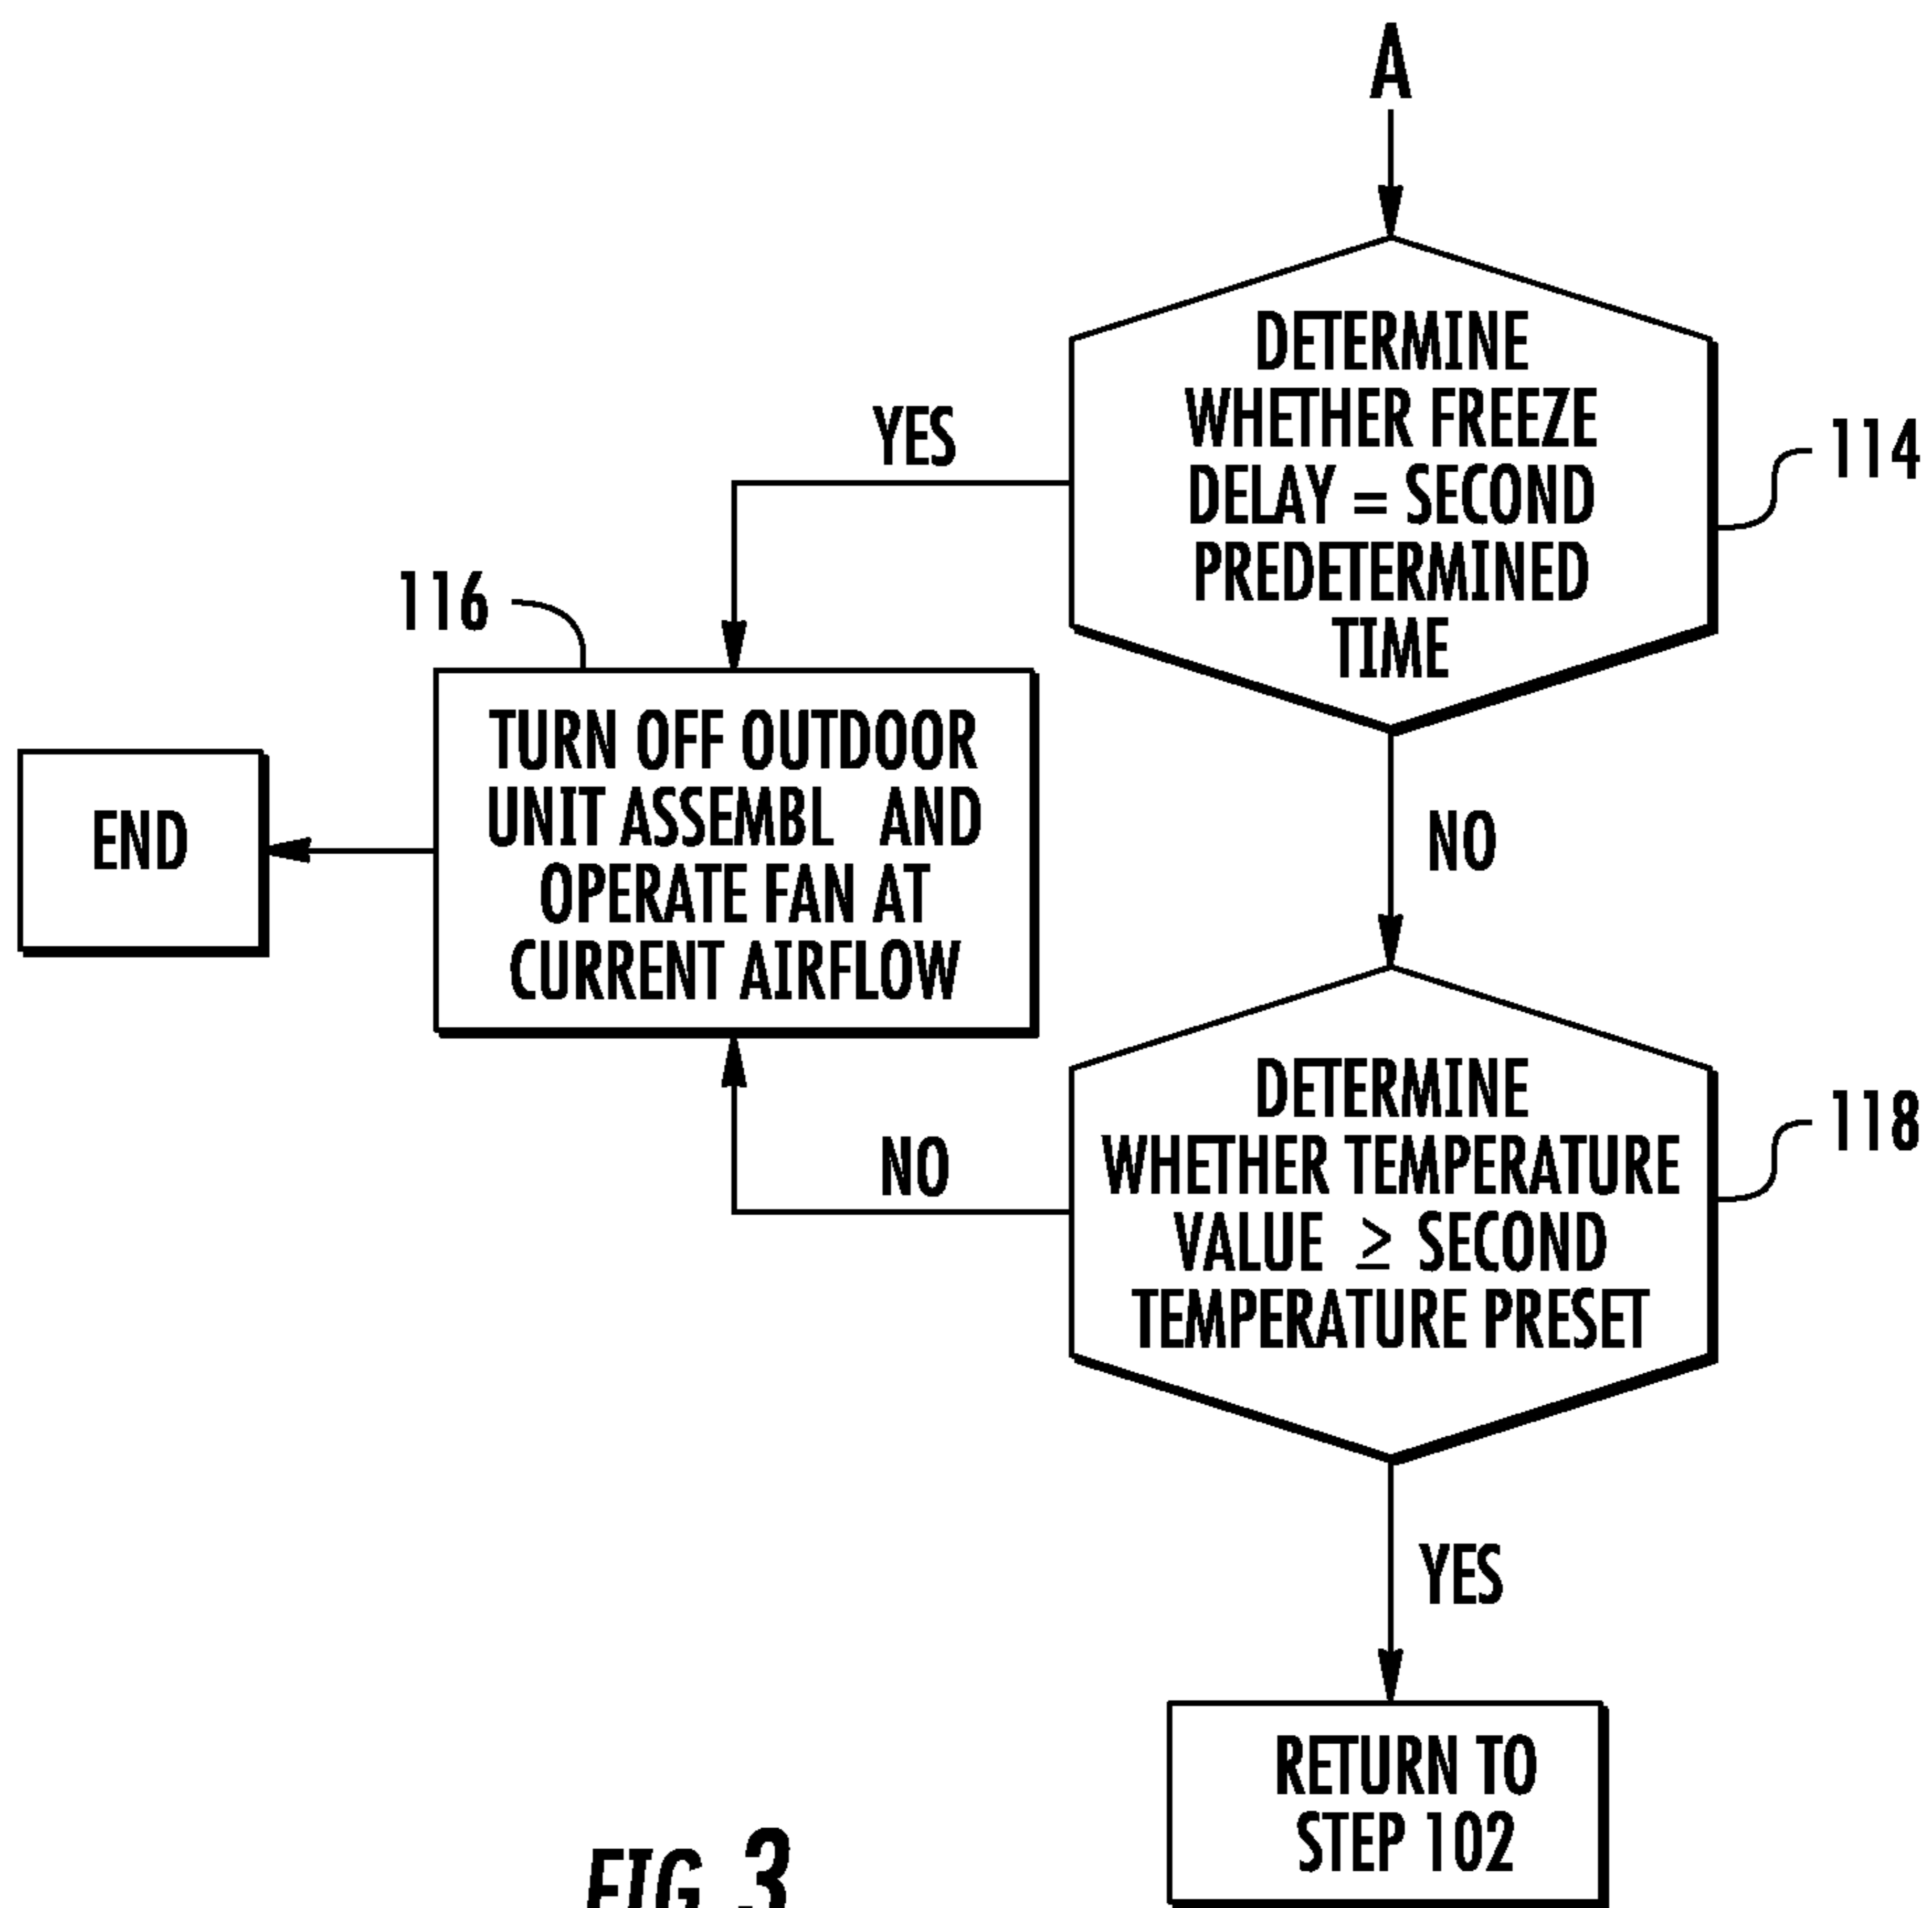 A
DETERMINE
WHETHER FREEZE
DELAY = SECOND
PREDETERMINED
TIME
114
YES
116
TURN OFF OUTDOOR
UNIT ASSEMBL AND
OPERATE FAN AT
CURRENT AIRFLOW
END
NO
DETERMINE
WHETHER TEMPERATURE
VALUE ≥ SECOND
TEMPERATURE PRESET
118
NO
YES
RETURN TO
STEP 102
FIG. 3